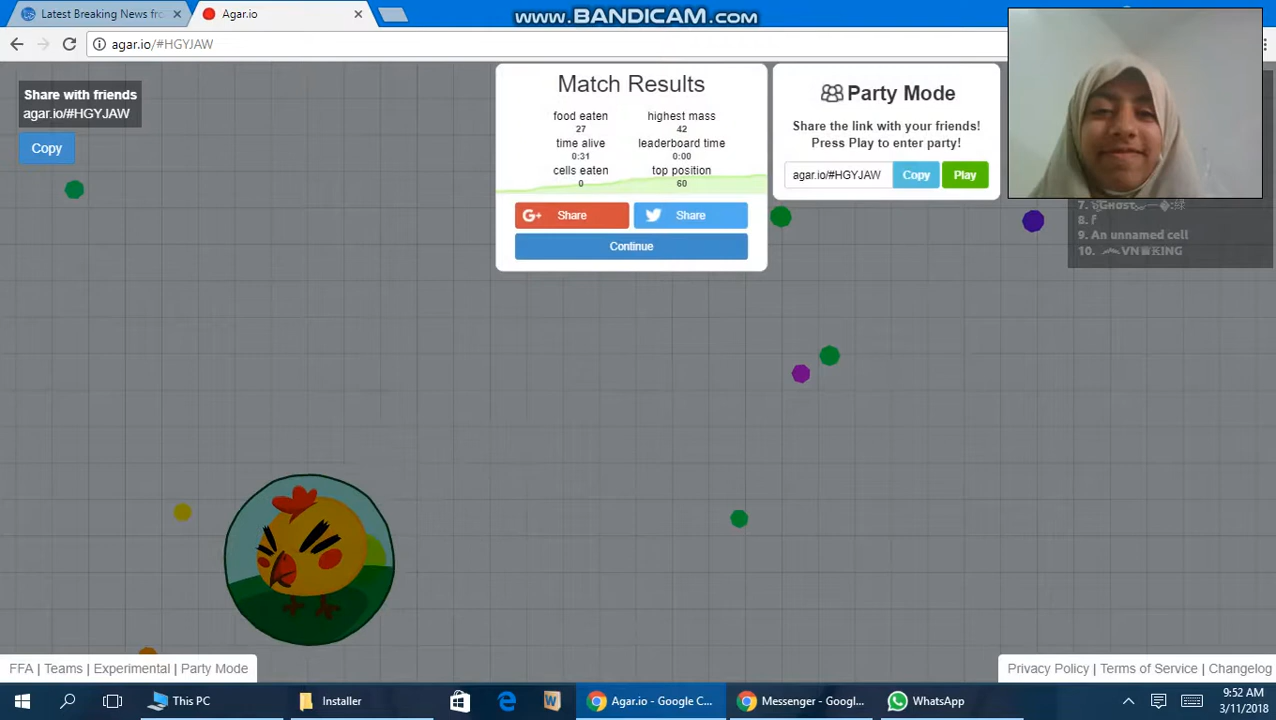 Latest Breaking News fro
Agar.io
www.BANDICAM.com
agar.io/#HGYJAW
Share with friends
agar.io/#HGYJAW
Copy
Match Results
food eaten
27
highest mass
42
time alive
0:31
leaderboard time
0:00
cells eaten
0
top position
60
Share
Share
Continue
Party Mode
Share the link with your friends!
Press Play to enter party!
agar.io/#HGYJAW Copy Play
7.
8. f
9. An unnamed cell
10.
FFA | Teams | Experimental | Party Mode
Privacy Policy | Terms of Service | Changelog
This PC
Installer
Agar.io - Google C...
Messenger - Googl...
WhatsApp
9:52 AM
3/11/2018